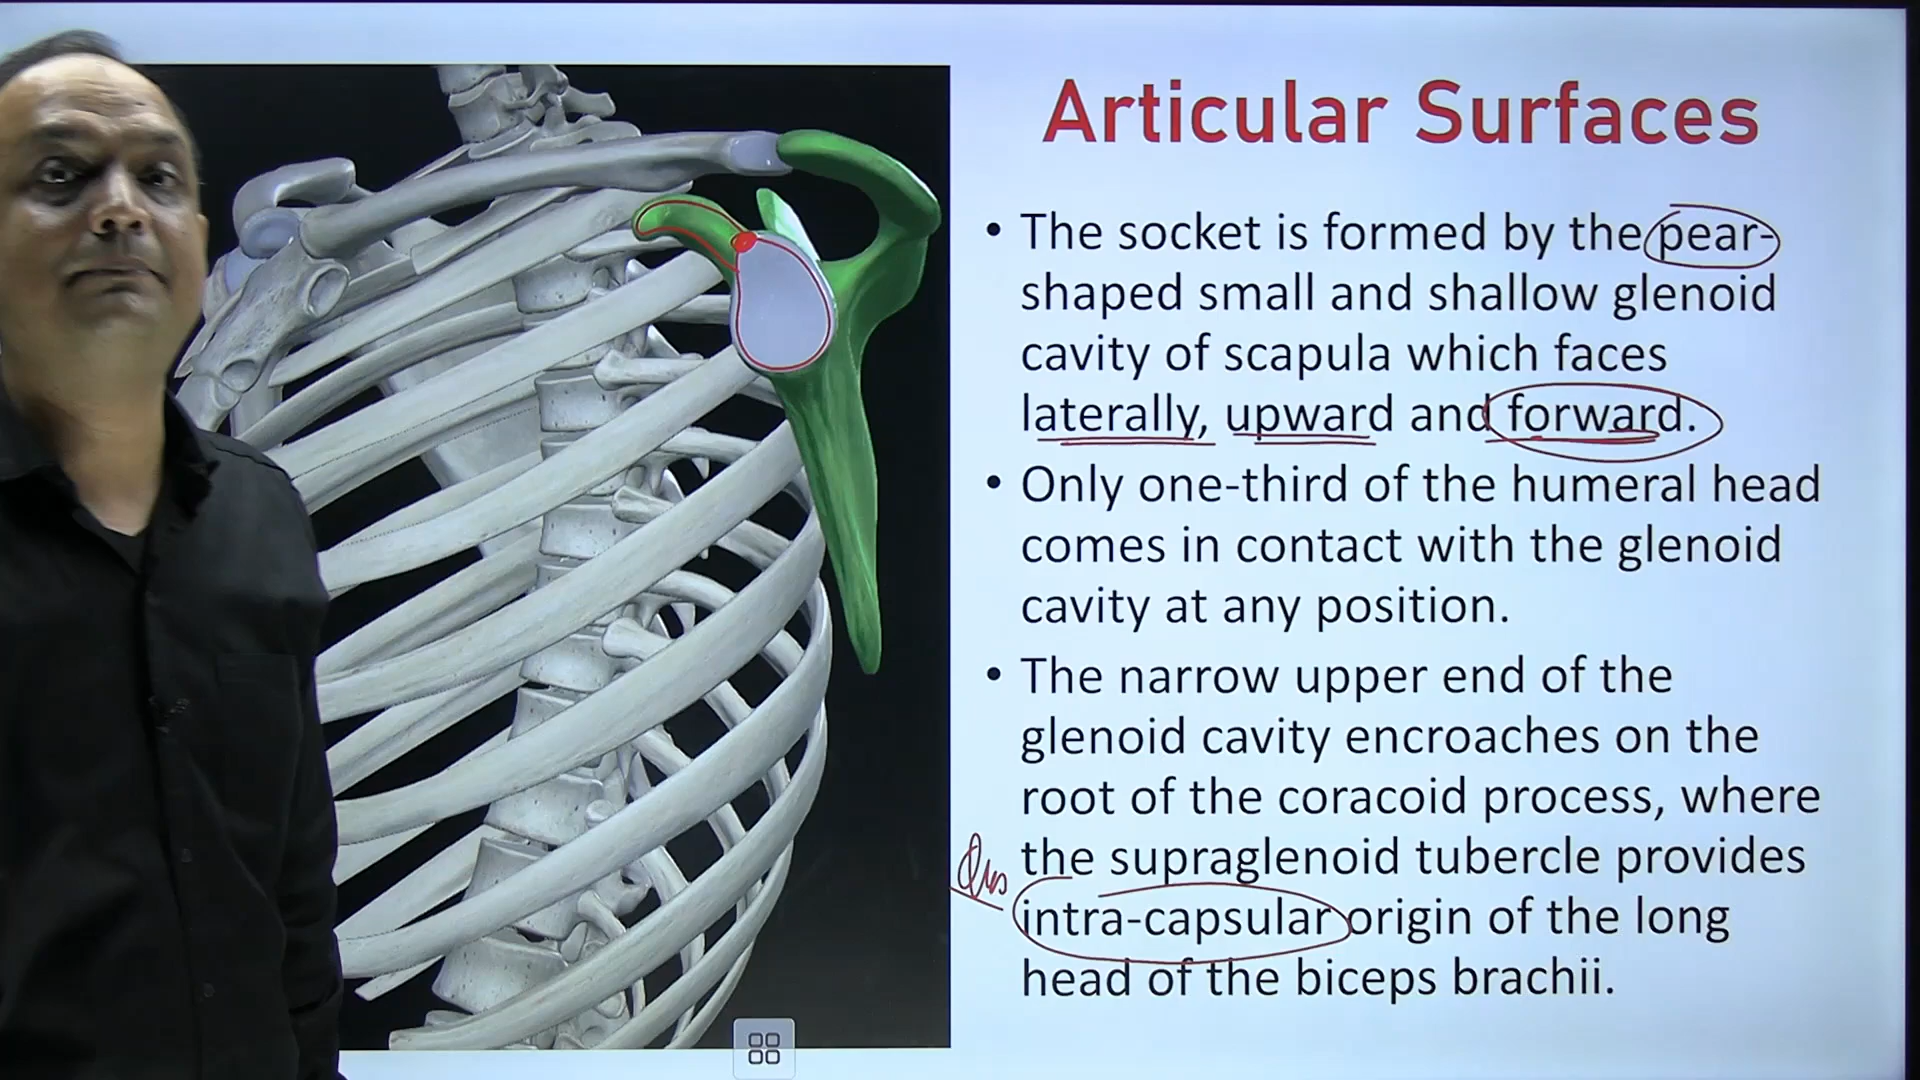 Articular Surfaces
• The socket is formed by the pear-
shaped small and shallow glenoid
cavity of scapula which faces
laterally, upward and forward.
• Only one-third of the humeral head
comes in contact with the glenoid
cavity at any position.
• The narrow upper end of the
glenoid cavity encroaches on the
root of the coracoid process, where
the supraglenoid tubercle provides
Ques
intra-capsular origin of the long
head of the biceps brachii.